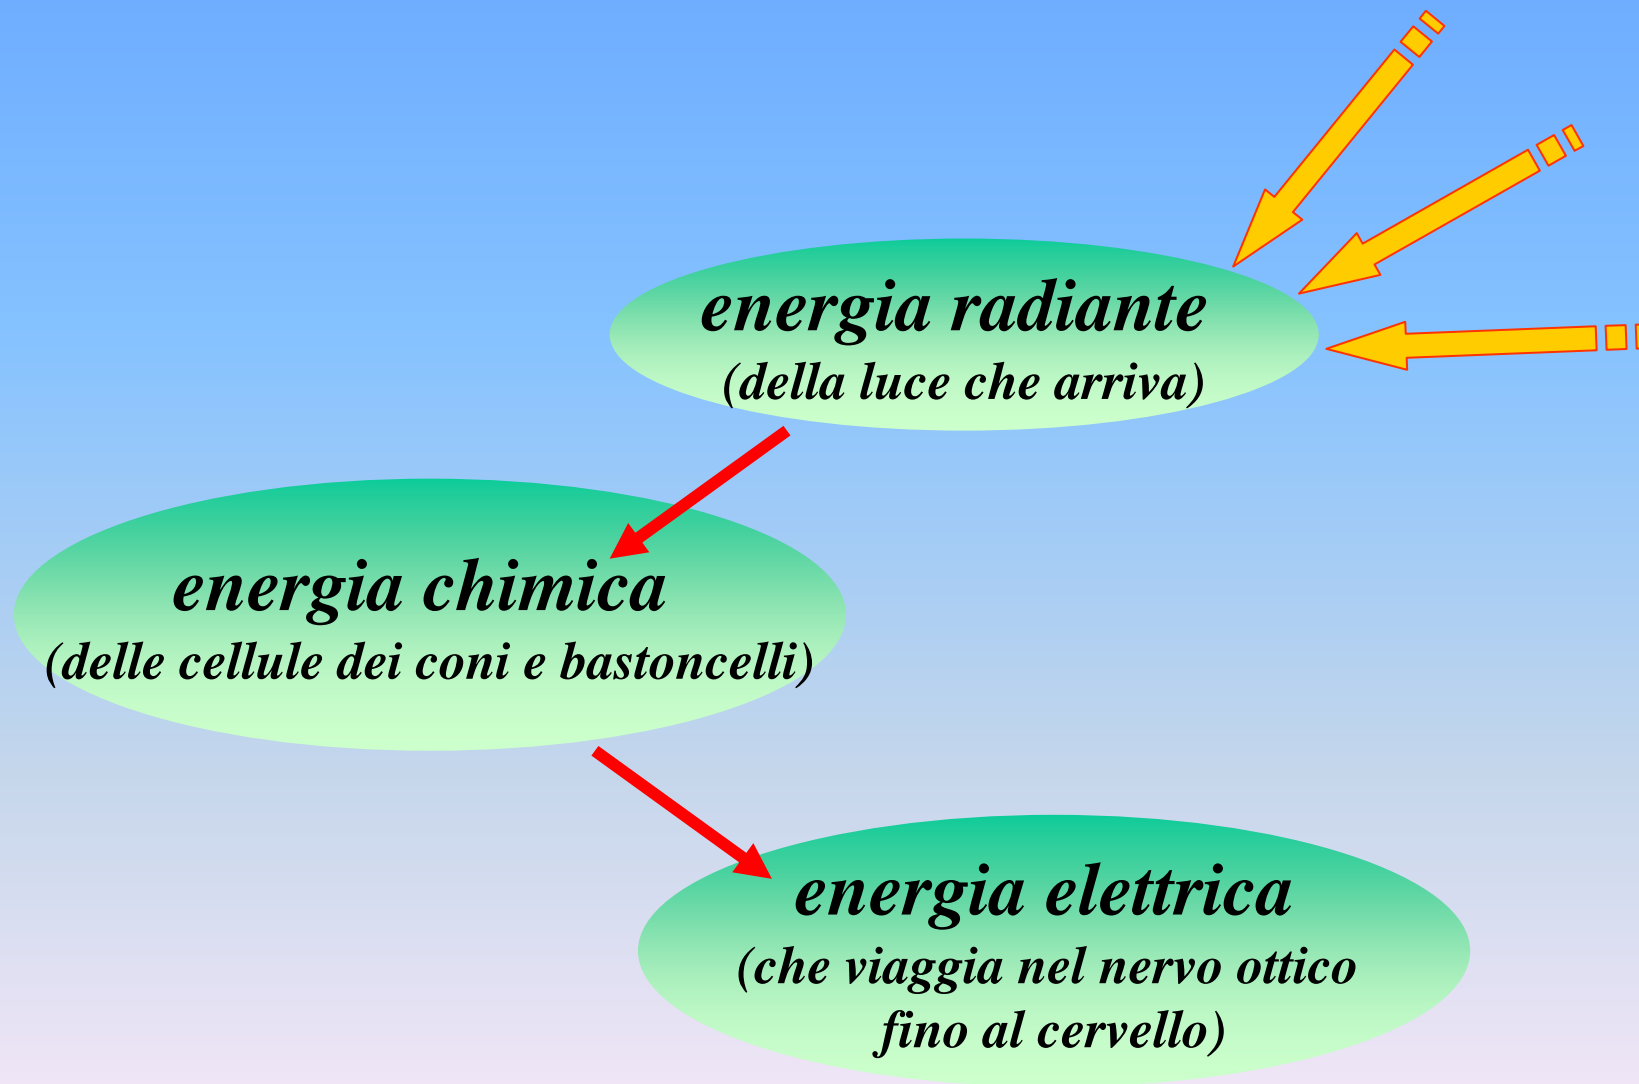 energia radiante
(della luce che arriva)
energia chimica
(delle cellule dei coni e bastoncelli)
energia elettrica
(che viaggia nel nervo ottico
fino al cervello)